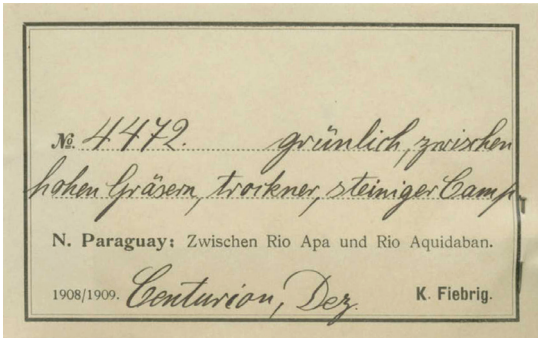 No. 4472. grünlich, zwischen
hohen Gräsern, trockner, steiniger Camp.
N. Paraguay: Zwischen Rio Apa und Rio Aquidaban.
1908/1909. Centurion, Dez. K. Fiebrig.